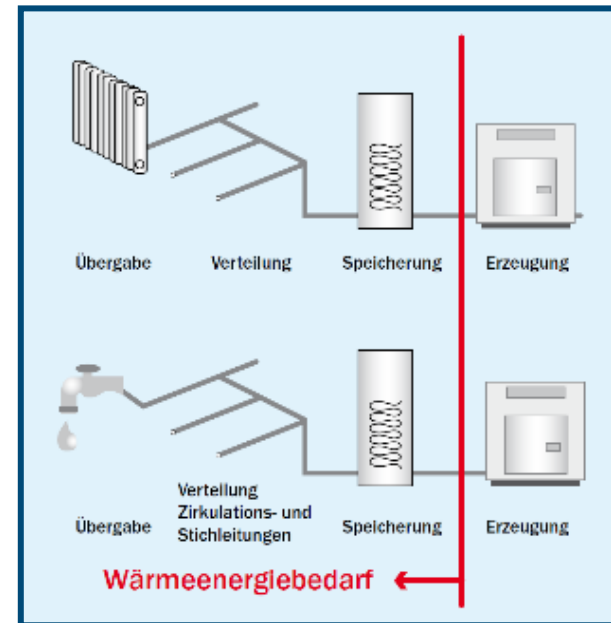 Übergabe Verteilung Speicherung Erzeugung
Verteilung
Zirkulations- und
Übergabe Stichleitungen Speicherung Erzeugung
Wärmeenergiebedarf